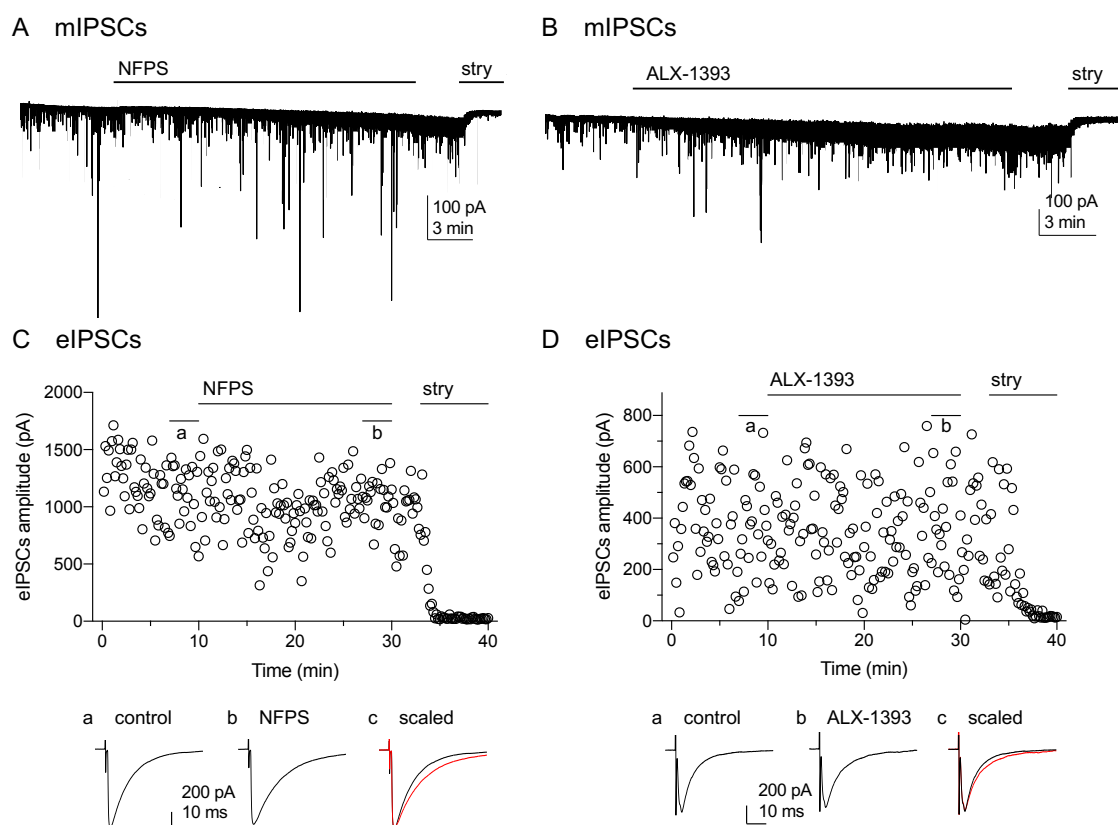 A mIPSCs
NFPS
stry
100 pA
3 min
B mIPSCs
ALX-1393
stry
100 pA
3 min
C eIPSCs
NFPS
stry
a
b
2000
1500
1000
500
0
eIPSCs amplitude (pA)
0 10 20 30 40
Time (min)
a control
b NFPS
c scaled
200 pA
10 ms
D eIPSCs
ALX-1393
stry
a
b
800
600
400
200
0
eIPSCs amplitude (pA)
0 10 20 30 40
Time (min)
a control
b ALX-1393
c scaled
200 pA
10 ms